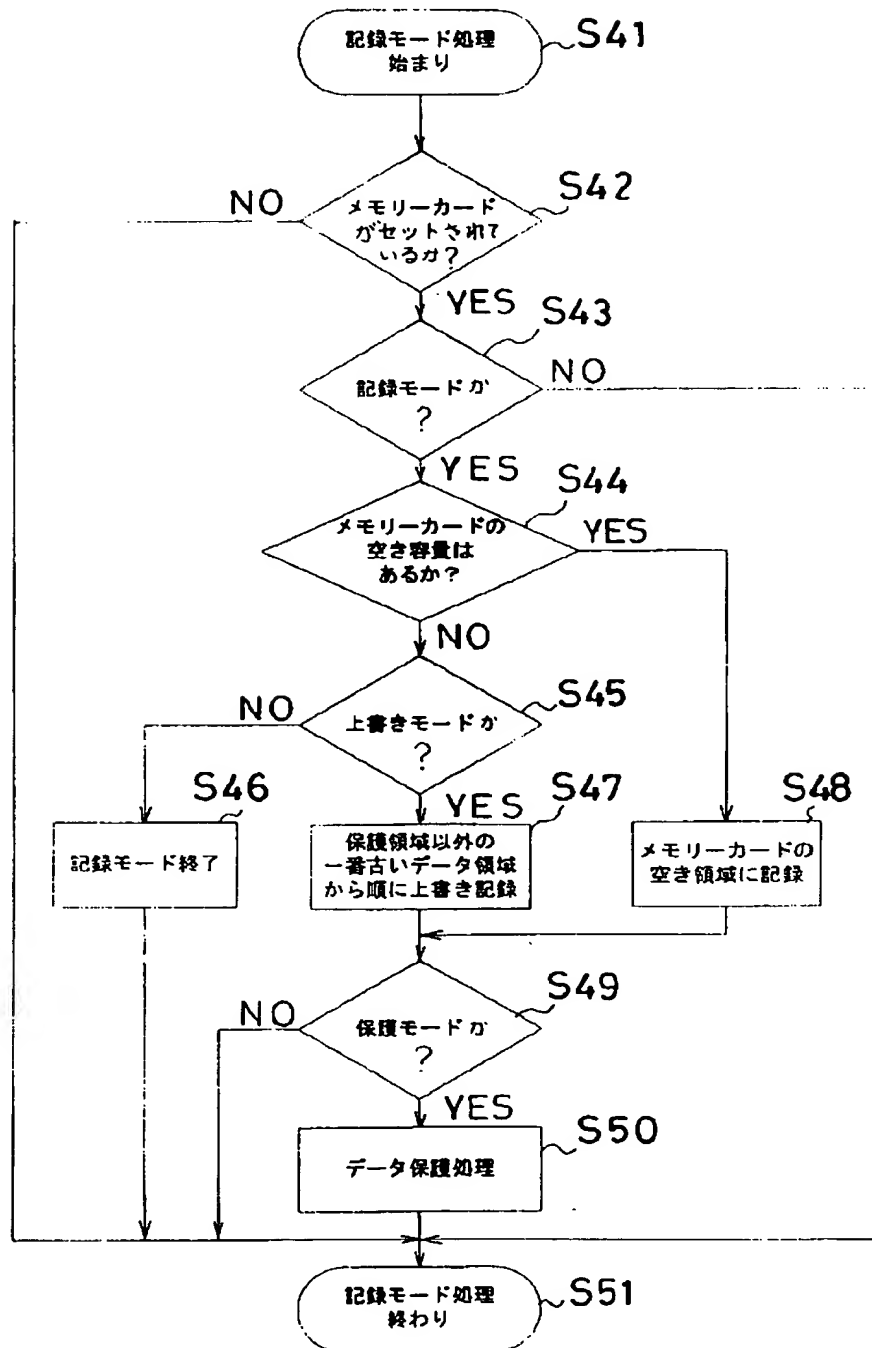 記録モード処理
始まり
S41
メモリーカード
がセットされて
いるか?
S42
NO
YES
記録モードか
?
S43
NO
YES
メモリーカードの
空き容量は
あるか?
S44
YES
NO
上書きモードか
?
S45
NO
YES
S46
記録モード終了
S47
保護領域以外の
一番古いデータ領域
から順に上書き記録
S48
メモリーカードの
空き領域に記録
保護モードか
?
S49
NO
YES
データ保護処理
S50
記録モード処理
終わり
S51